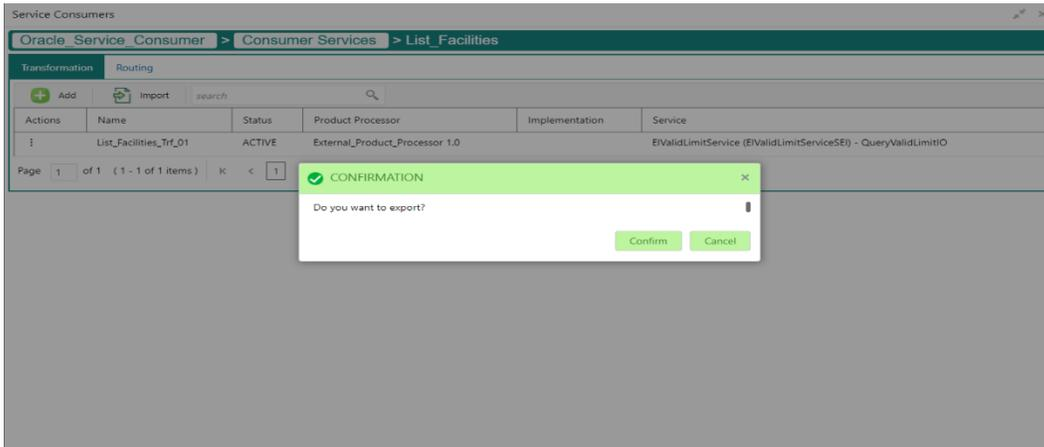 Service Consumers
Oracle_Service_Consumer > Consumer Services > List_Facilities
Transformation Routing
Add Import search
Actions Name Status Product Processor Implementation Service
List_Facilities_Trf_01 ACTIVE External_Product_Processor 1.0 ElValidLimitService (ElValidLimitServiceSEI) - QueryValidLimitIO
Page 1 of 1 (1 - 1 of 1 items) K < 1
CONFIRMATION ×
Do you want to export?
Confirm Cancel